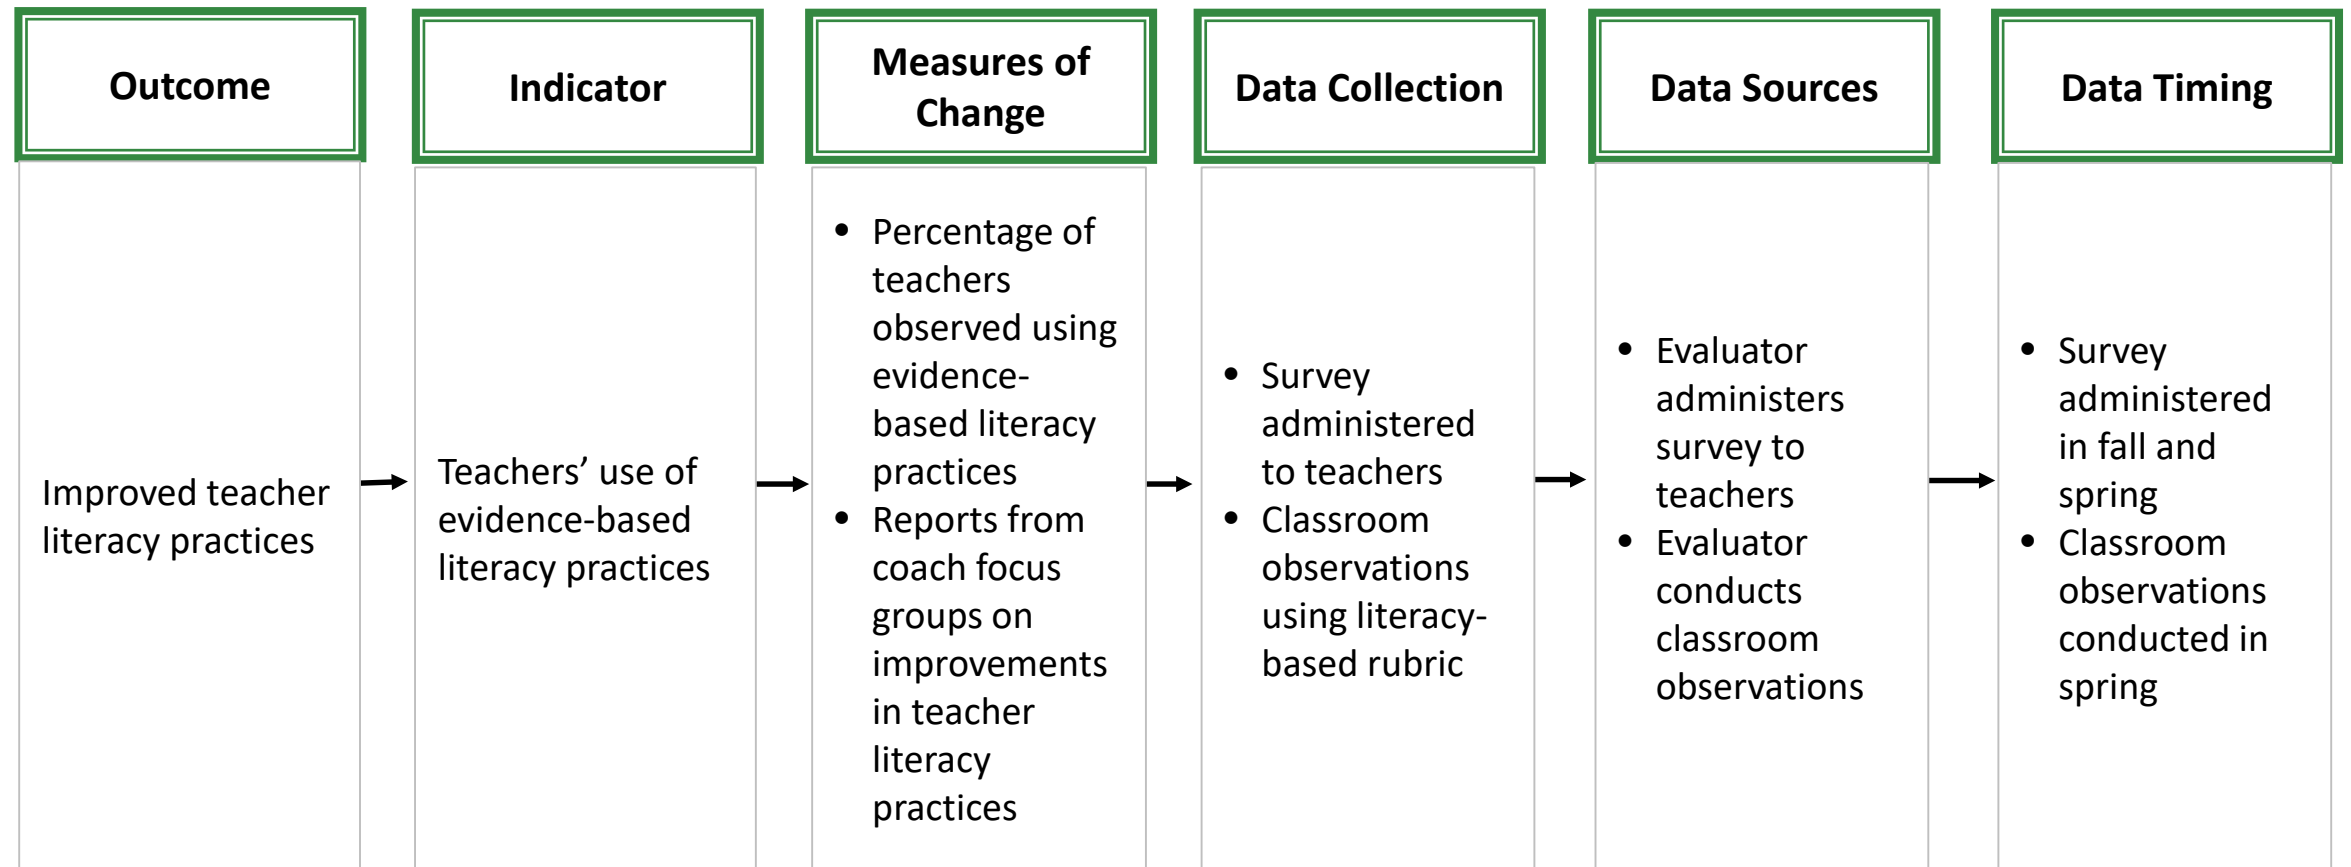 Outcome
Indicator
Measures of
Change
Data Collection
Data Sources
Data Timing
Improved teacher
literacy practices
Teachers’ use of
evidence-based
literacy practices
• Percentage of
teachers
observed using
evidence-
based literacy
practices
• Reports from
coach focus
groups on
improvements
in teacher
literacy
practices
• Survey
administered
to teachers
• Classroom
observations
using literacy-
based rubric
• Evaluator
administers
survey to
teachers
• Evaluator
conducts
classroom
observations
• Survey
administered
in fall and
spring
• Classroom
observations
conducted in
spring